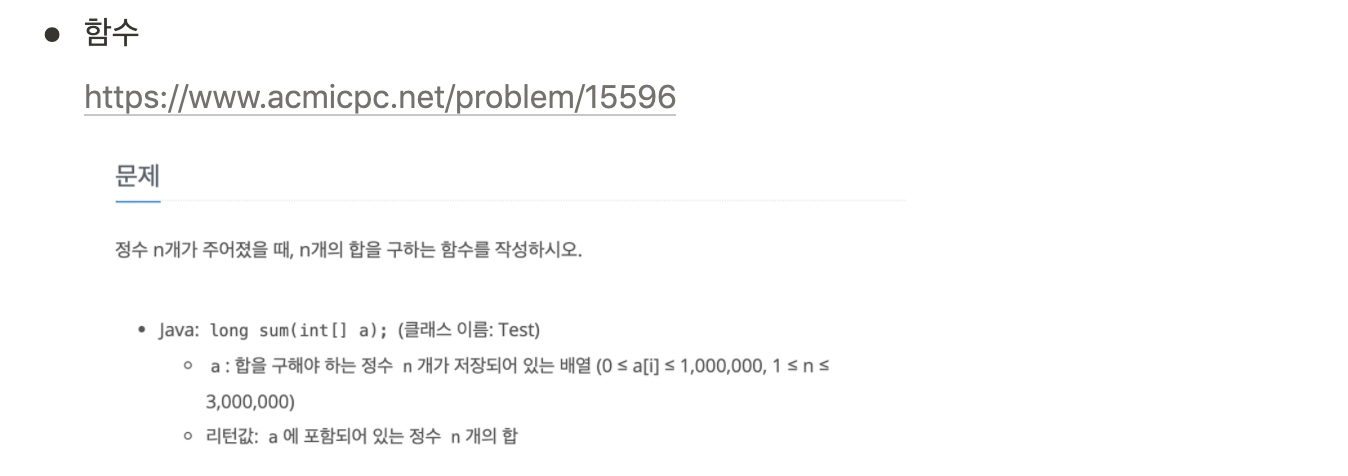 ● 함수
https://www.acmicpc.net/problem/15596
문제
정수 n개가 주어졌을 때, n개의 합을 구하는 함수를 작성하시오.
• Java: long sum(int[] a); (클래스 이름: Test)
○ a : 합을 구해야 하는 정수 n 개가 저장되어 있는 배열 (0 ≤ a[i] ≤ 1,000,000, 1 ≤ n ≤
3,000,000)
○ 리턴값: a 에 포함되어 있는 정수 n 개의 합